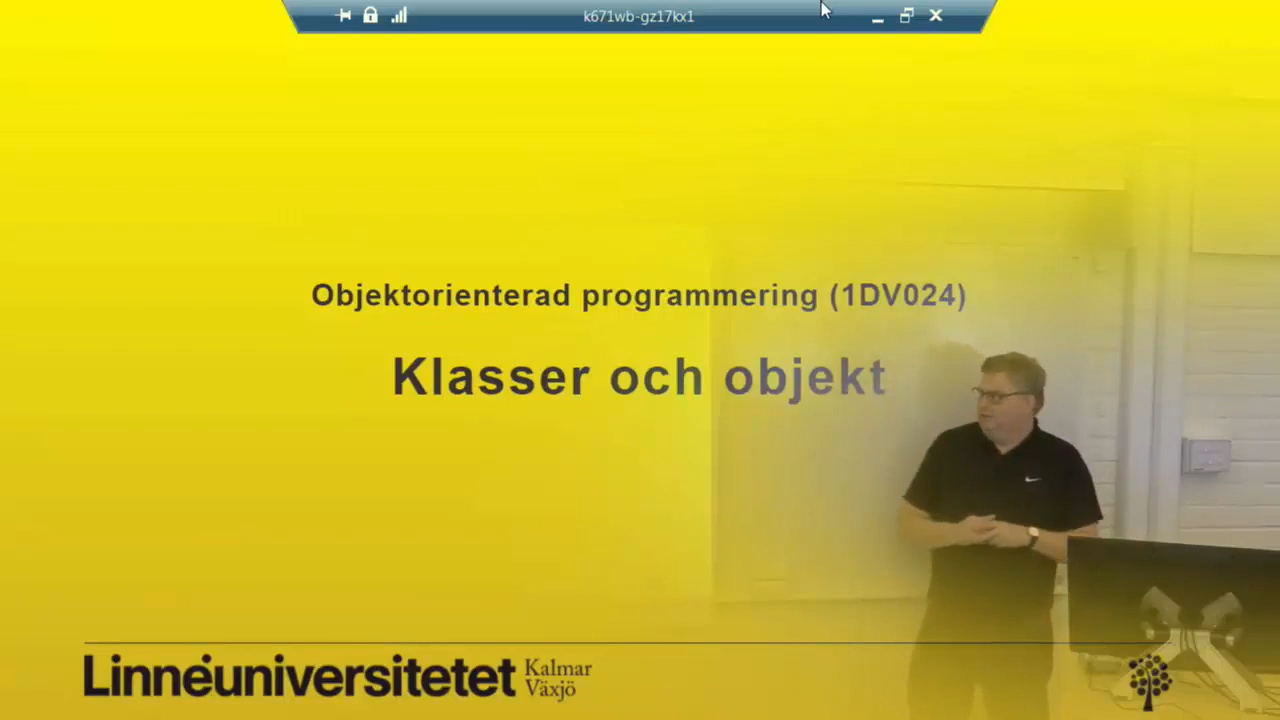 k671wb-gz17kx1
Objektorienterad programmering (1DV024)
Klasser och objekt
Linnéuniversitetet
Kalmar
Växjö